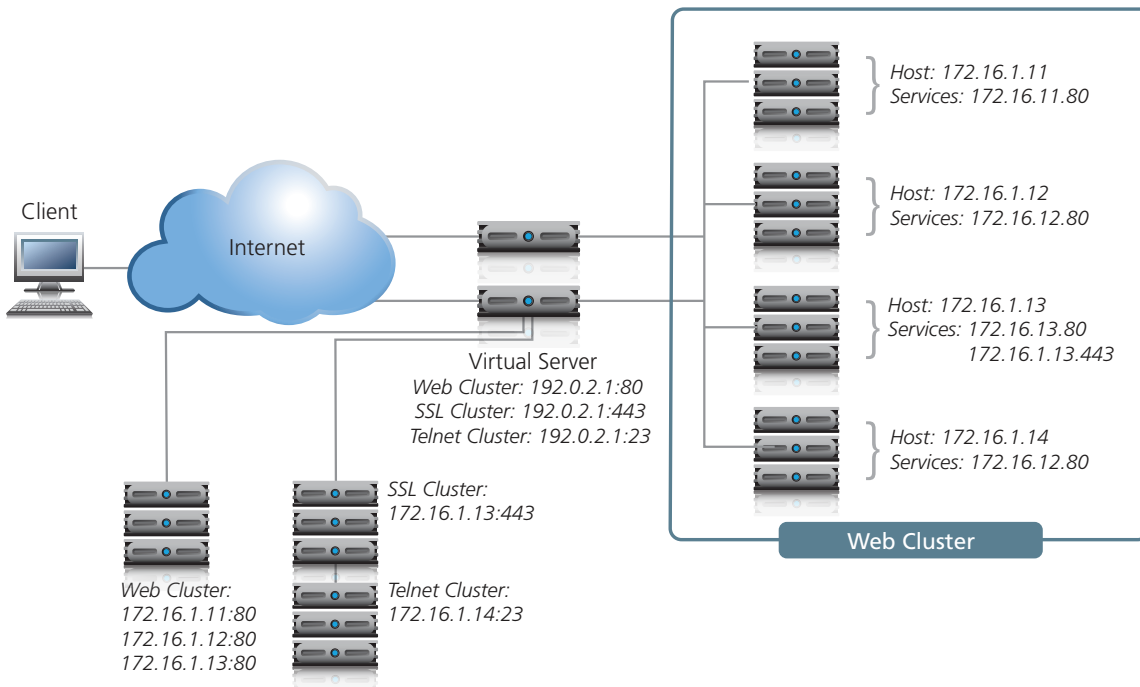 Client
Internet
Virtual Server
Web Cluster: 192.0.2.1:80
SSL Cluster: 192.0.2.1:443
Telnet Cluster: 192.0.2.1:23
Web Cluster:
172.16.1.11:80
172.16.1.12:80
172.16.1.13:80
SSL Cluster:
172.16.1.13:443
Telnet Cluster:
172.16.1.14:23
Host: 172.16.1.11
Services: 172.16.11.80
Host: 172.16.1.12
Services: 172.16.12.80
Host: 172.16.1.13
Services: 172.16.13.80
172.16.1.13.443
Host: 172.16.1.14
Services: 172.16.12.80
Web Cluster